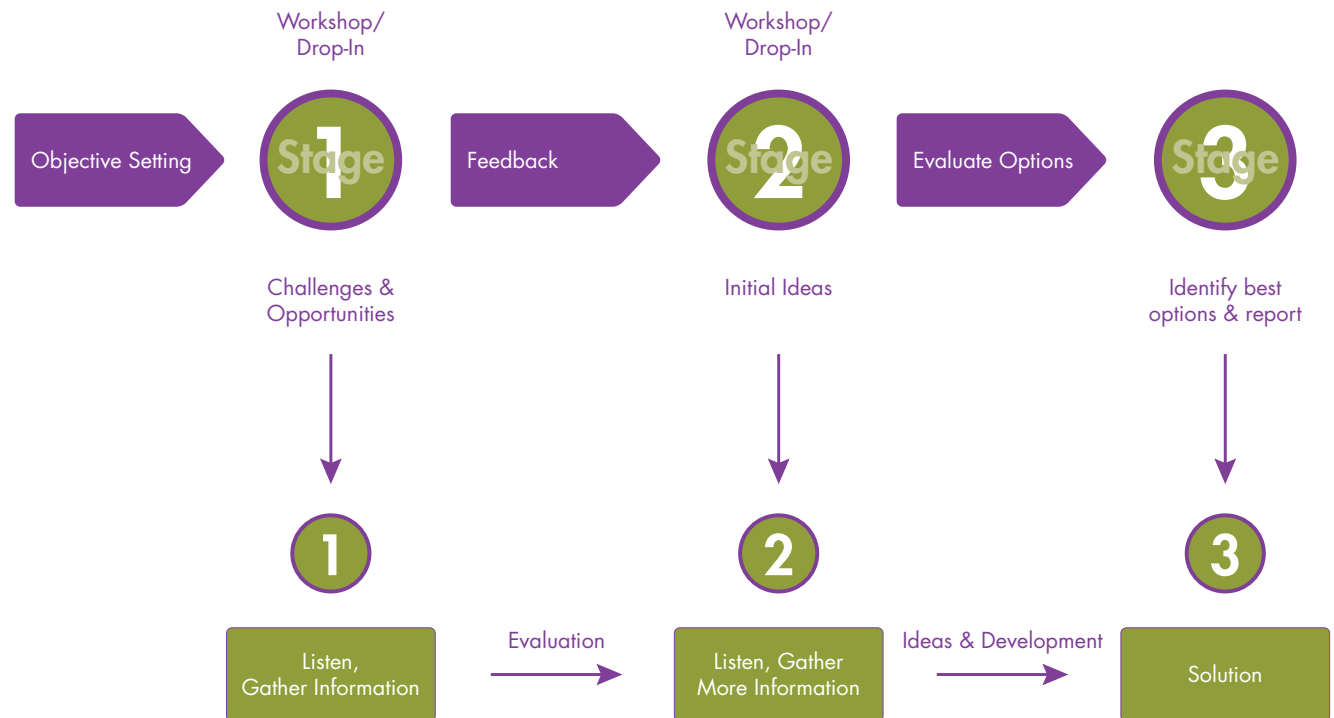 Workshop/
Drop-In
Workshop/
Drop-In
Objective Setting
Stage
1
Feedback
Stage
2
Evaluate Options
Stage
3
Challenges &
Opportunities
Initial Ideas
Identify best
options & report
1
2
3
Listen,
Gather Information
Evaluation
Listen, Gather
More Information
Ideas & Development
Solution